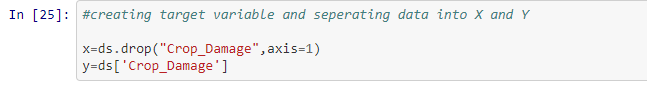 In [25]: #creating target variable and seperating data into X and Y
x=ds.drop("Crop_Damage",axis=1)
y=ds['Crop_Damage']